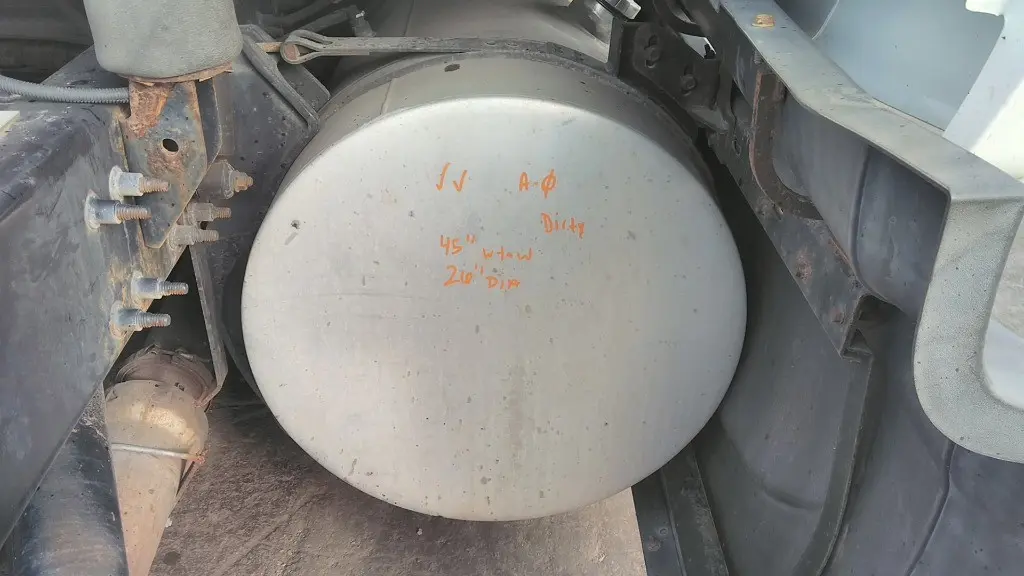 ✓✓ A-Ø
Dirty
45" w to w
26" DIA